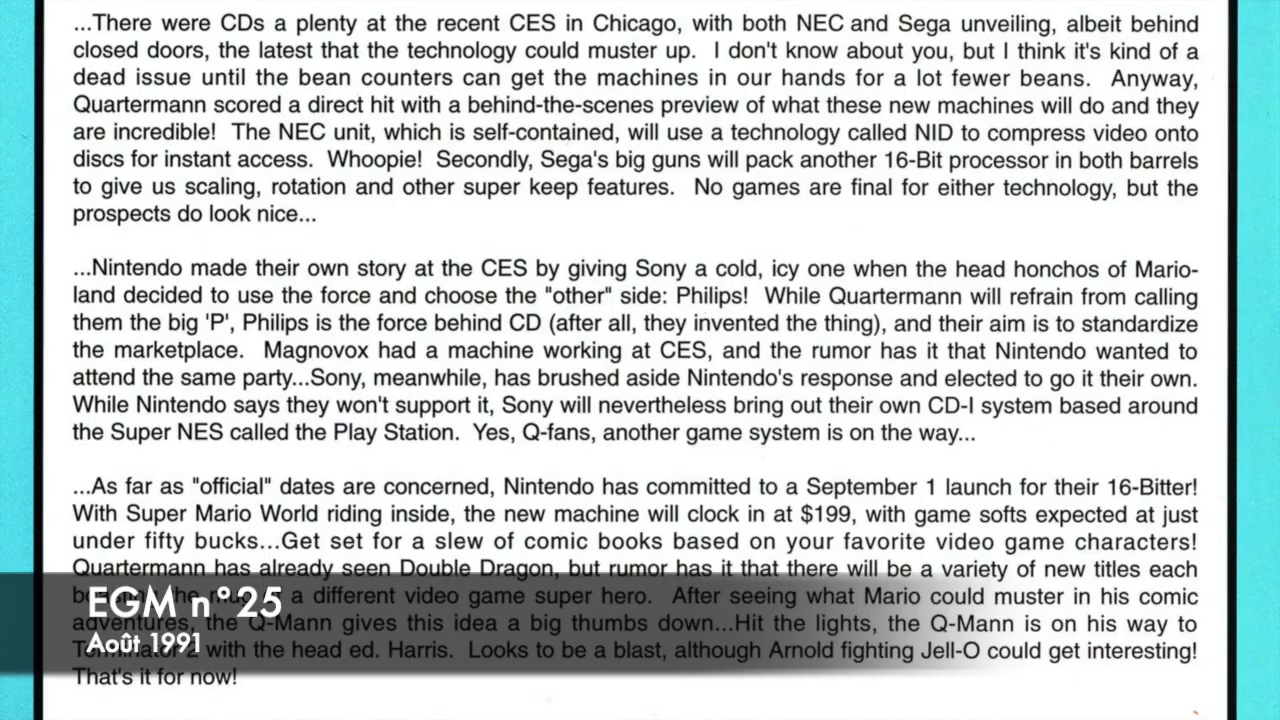 ...There were CDs a plenty at the recent CES in Chicago, with both NEC and Sega unveiling, albeit behind
closed doors, the latest that the technology could muster up. I don't know about you, but I think it's kind of a
dead issue until the bean counters can get the machines in our hands for a lot fewer beans. Anyway,
Quartermann scored a direct hit with a behind-the-scenes preview of what these new machines will do and they
are incredible! The NEC unit, which is self-contained, will use a technology called NID to compress video onto
discs for instant access. Whoopie! Secondly, Sega's big guns will pack another 16-Bit processor in both barrels
to give us scaling, rotation and other super keep features. No games are final for either technology, but the
prospects do look nice...
...Nintendo made their own story at the CES by giving Sony a cold, icy one when the head honchos of Mario-
land decided to use the force and choose the "other" side: Philips! While Quartermann will refrain from calling
them the big 'P', Philips is the force behind CD (after all, they invented the thing), and their aim is to standardize
the marketplace. Magnovox had a machine working at CES, and the rumor has it that Nintendo wanted to
attend the same party...Sony, meanwhile, has brushed aside Nintendo's response and elected to go it their own.
While Nintendo says they won't support it, Sony will nevertheless bring out their own CD-I system based around
the Super NES called the Play Station. Yes, Q-fans, another game system is on the way...
...As far as "official" dates are concerned, Nintendo has committed to a September 1 launch for their 16-Bitter!
With Super Mario World riding inside, the new machine will clock in at $199, with game softs expected at just
under fifty bucks...Get set for a slew of comic books based on your favorite video game characters!
Quartermann has already seen Double Dragon, but rumor has it that there will be a variety of new titles each
a different video game super hero. After seeing what Mario could muster in his comic
adventures, the Q-Mann gives this idea a big thumbs down...Hit the lights, the Q-Mann is on his way to
Terminator 2 with the head ed. Harris. Looks to be a blast, although Arnold fighting Jell-O could get interesting!
That's it for now!
EGM n°25
Août 1991